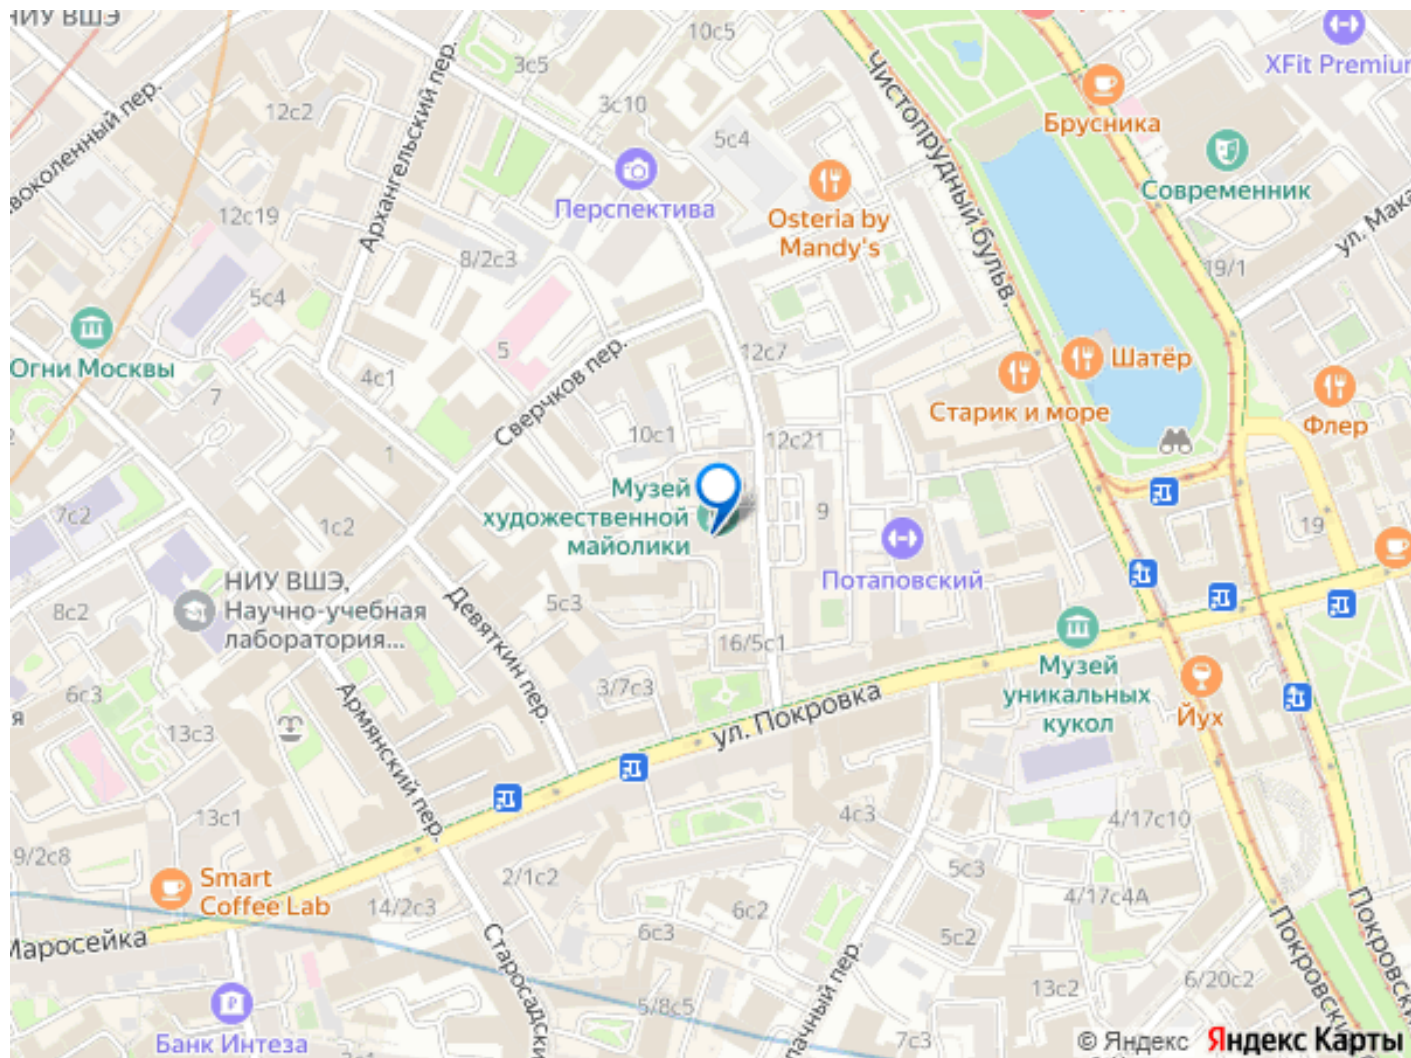 НИУ ВШЭ
10с5
XFit Premiur
3с5
Чистопрудный бульв.
Архангельский пер.
3с10
12с2
Брусника
воколенный пер.
5с4
Современник
Перспектива
12с19
Osteria by
Mandy's
ул. Мака
8/2с3
19/1
5с4
Огни Москвы
5
12с7
Шатёр
4с1
7
Сверчков пер.
Старик и море
Флер
10с1
12с21
1
Музей
художественной
майолики
7с2
1с2
9
19
Потаповский
НИУ ВШЭ,
Научно-учебная
лаборатория...
8с2
5с3
Девяткин пер.
16/5с1
Музей
уникальных
кукол
6с3
3/7с3
ул. Покровка
Йух
я
13с3
Армянский пер.
13с1
4с3
4/17с10
9/2с8
Smart
Coffee Lab
2/1с2
5с3
4/17с4А
14/2с3
6с2
Маросейка
6с3
5с2
Покровски
Покровски
Старосадски
6/20с2
13с2
5/8с5
пачный пер.
7с3
Банк Интеза
© Яндекс Яндекс Карты